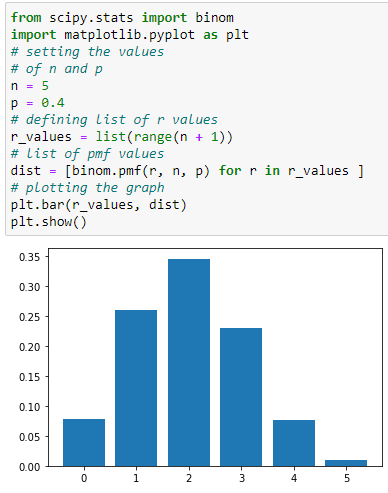 from scipy.stats import binom
import matplotlib.pyplot as plt
# setting the values
# of n and p
n = 5
p = 0.4
# defining list of r values
r_values = list(range(n + 1))
# list of pmf values
dist = [binom.pmf(r, n, p) for r in r_values ]
# plotting the graph
plt.bar(r_values, dist)
plt.show()
0.35
0.30
0.25
0.20
0.15
0.10
0.05
0.00
0 1 2 3 4 5